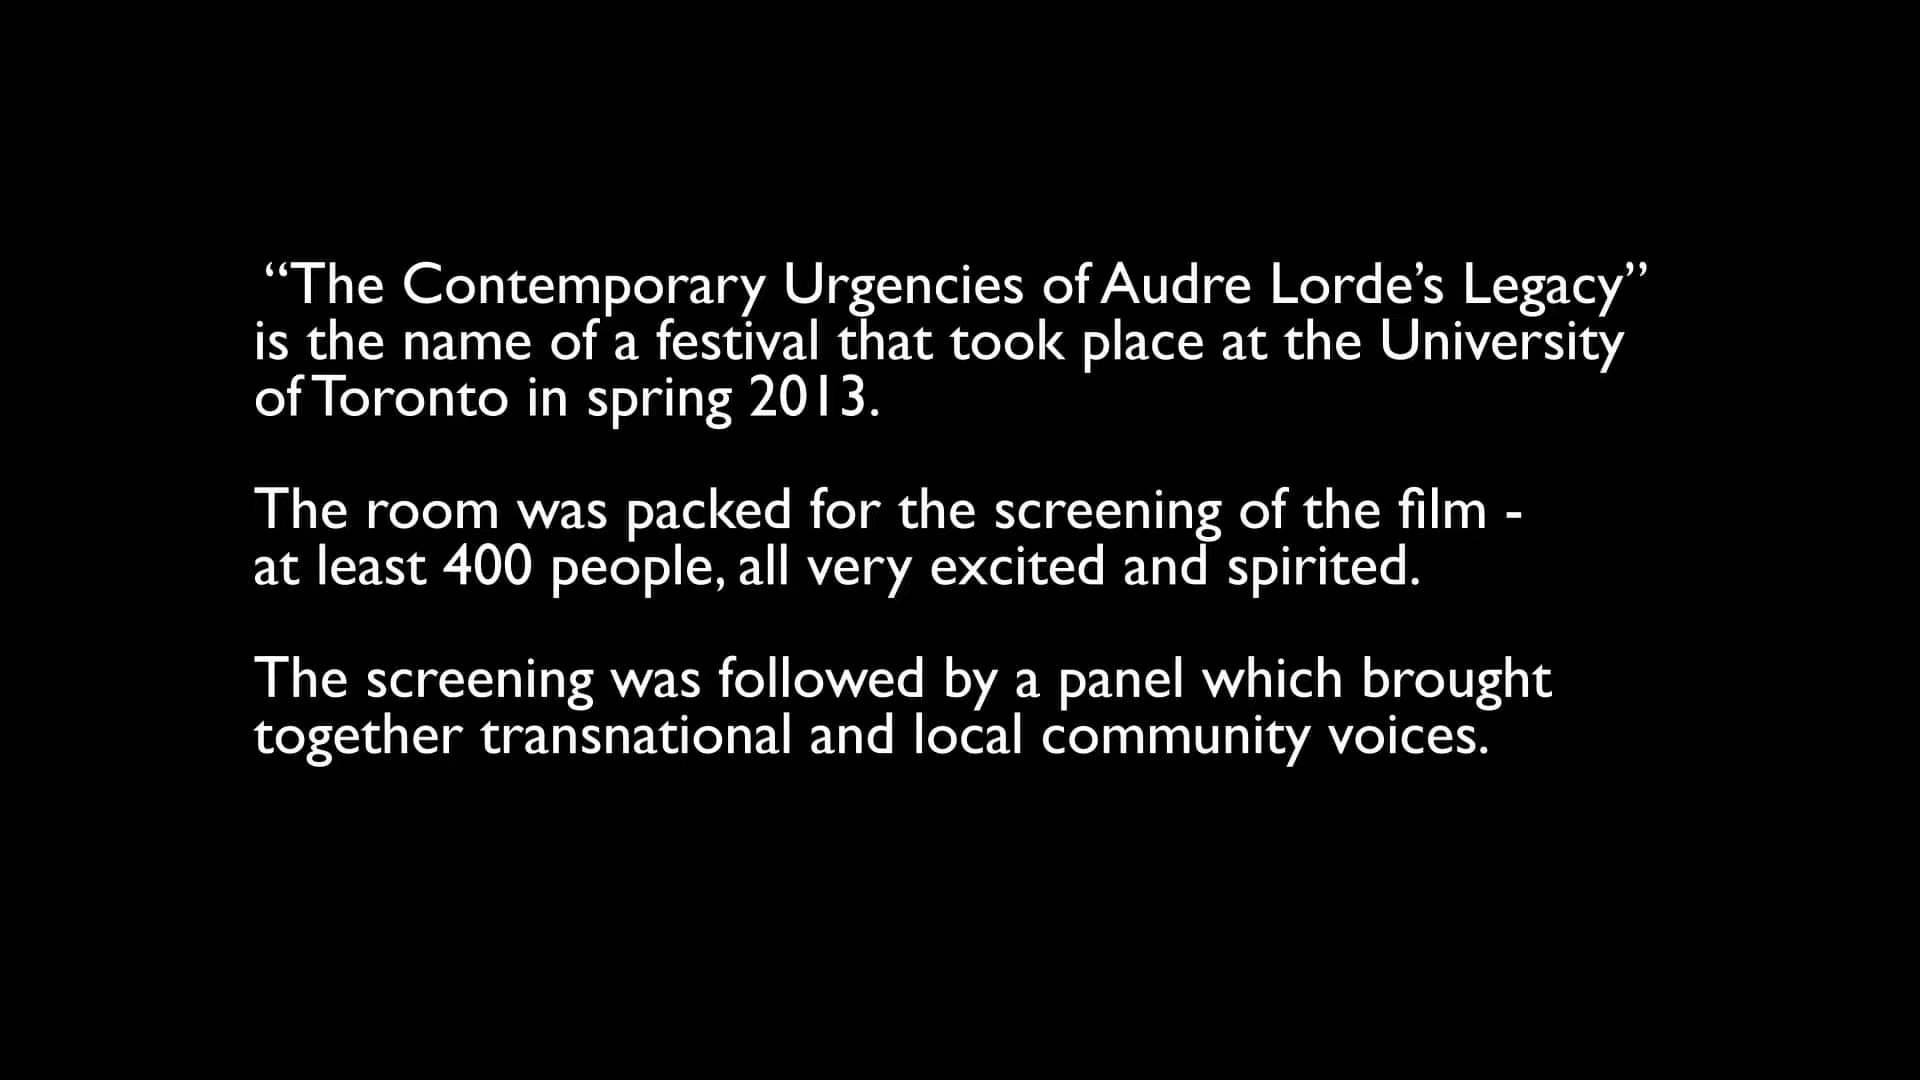 “The Contemporary Urgencies of Audre Lorde’s Legacy”
is the name of a festival that took place at the University
of Toronto in spring 2013.
The room was packed for the screening of the film -
at least 400 people, all very excited and spirited.
The screening was followed by a panel which brought
together transnational and local community voices.